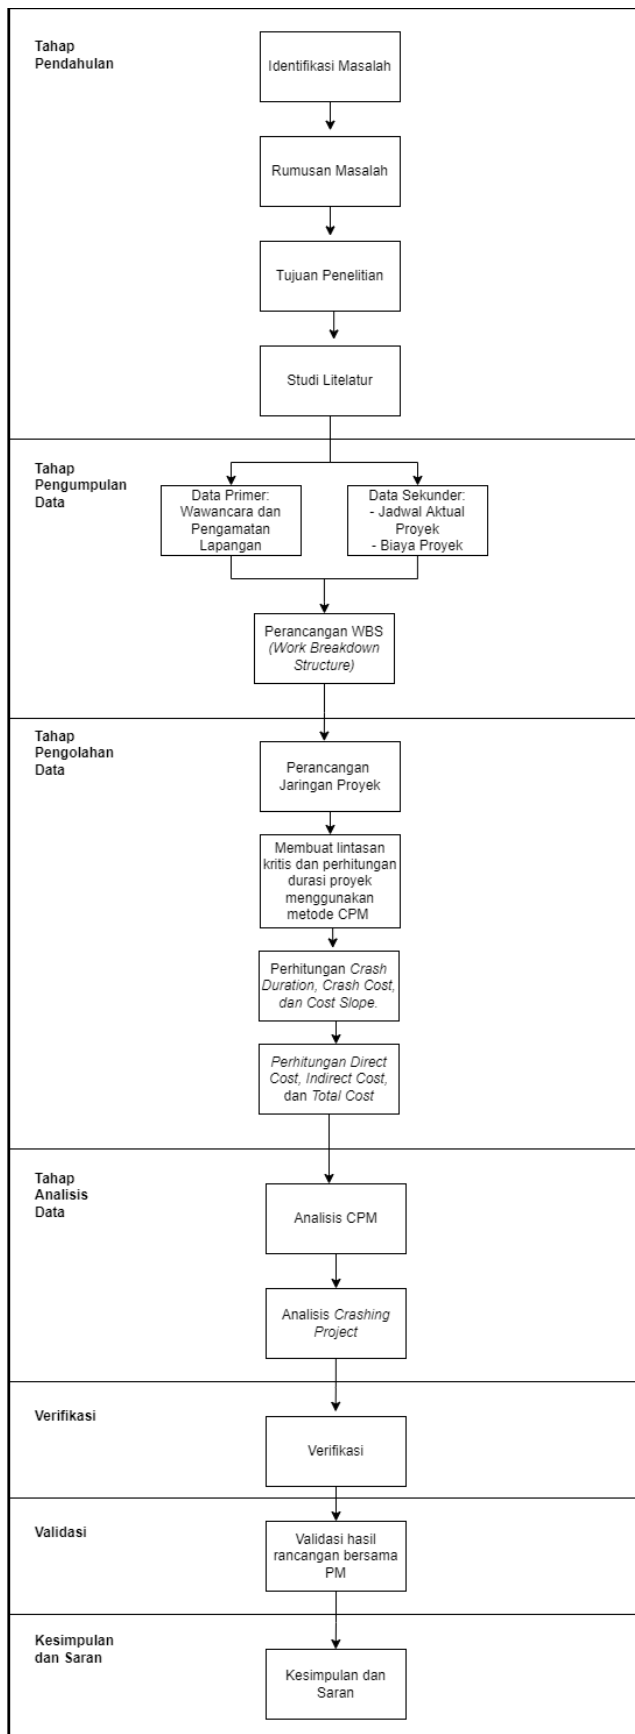 Tahap
Pendahulan
Identifikasi Masalah
Rumusan Masalah
Tujuan Penelitian
Studi Litelatur
Tahap
Pengumpulan
Data
Data Primer:
Wawancara dan
Pengamatan
Lapangan
Data Sekunder:
- Jadwal Aktual
Proyek
- Biaya Proyek
Perancangan WBS
(Work Breakdown
Structure)
Tahap
Pengolahan
Data
Perancangan
Jaringan Proyek
Membuat lintasan
kritis dan perhitungan
durasi proyek
menggunakan
metode CPM
Perhitungan Crash
Duration, Crash Cost,
dan Cost Slope.
Perhitungan Direct
Cost, Indirect Cost,
dan Total Cost
Tahap
Analisis
Data
Analisis CPM
Analisis Crashing
Project
Verifikasi
Verifikasi
Validasi
Validasi hasil
rancangan bersama
PM
Kesimpulan
dan Saran
Kesimpulan dan
Saran